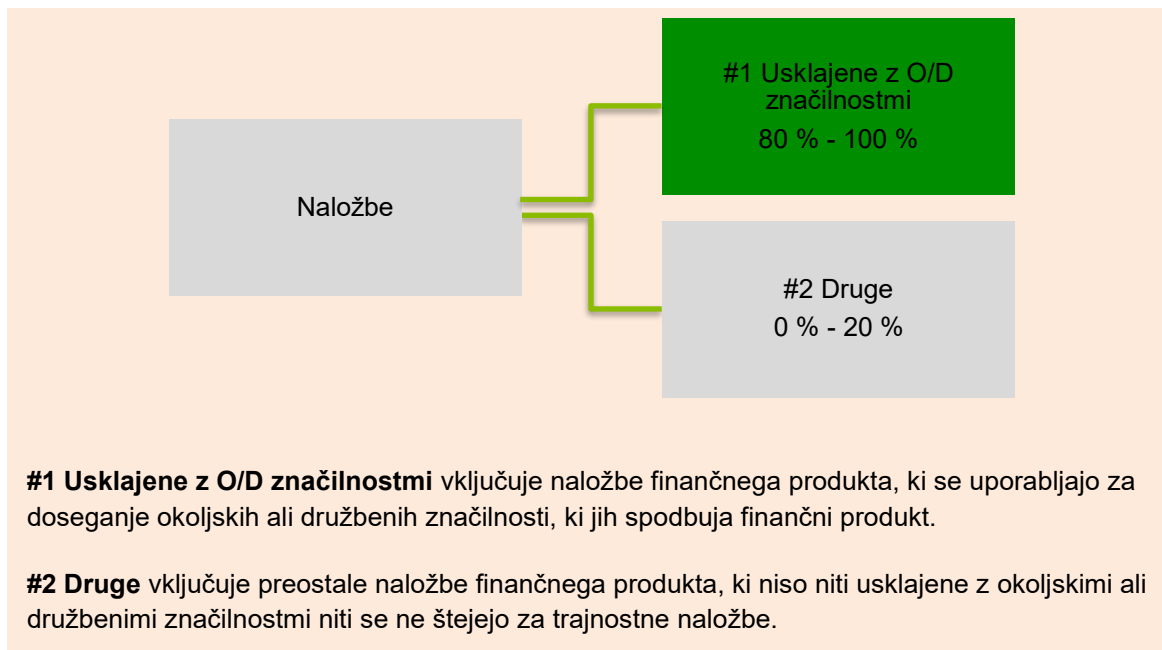 #1 Usklajene z O/D
značilnostmi
80 % - 100 %
Naložbe
#2 Druge
0 % - 20 %
#1 Usklajene z O/D značilnostmi vključuje naložbe finančnega produkta, ki se uporabljajo za
doseganje okoljskih ali družbenih značilnosti, ki jih spodbuja finančni produkt.
#2 Druge vključuje preostale naložbe finančnega produkta, ki niso niti usklajene z okoljskimi ali
družbenimi značilnostmi niti se ne štejejo za trajnostne naložbe.